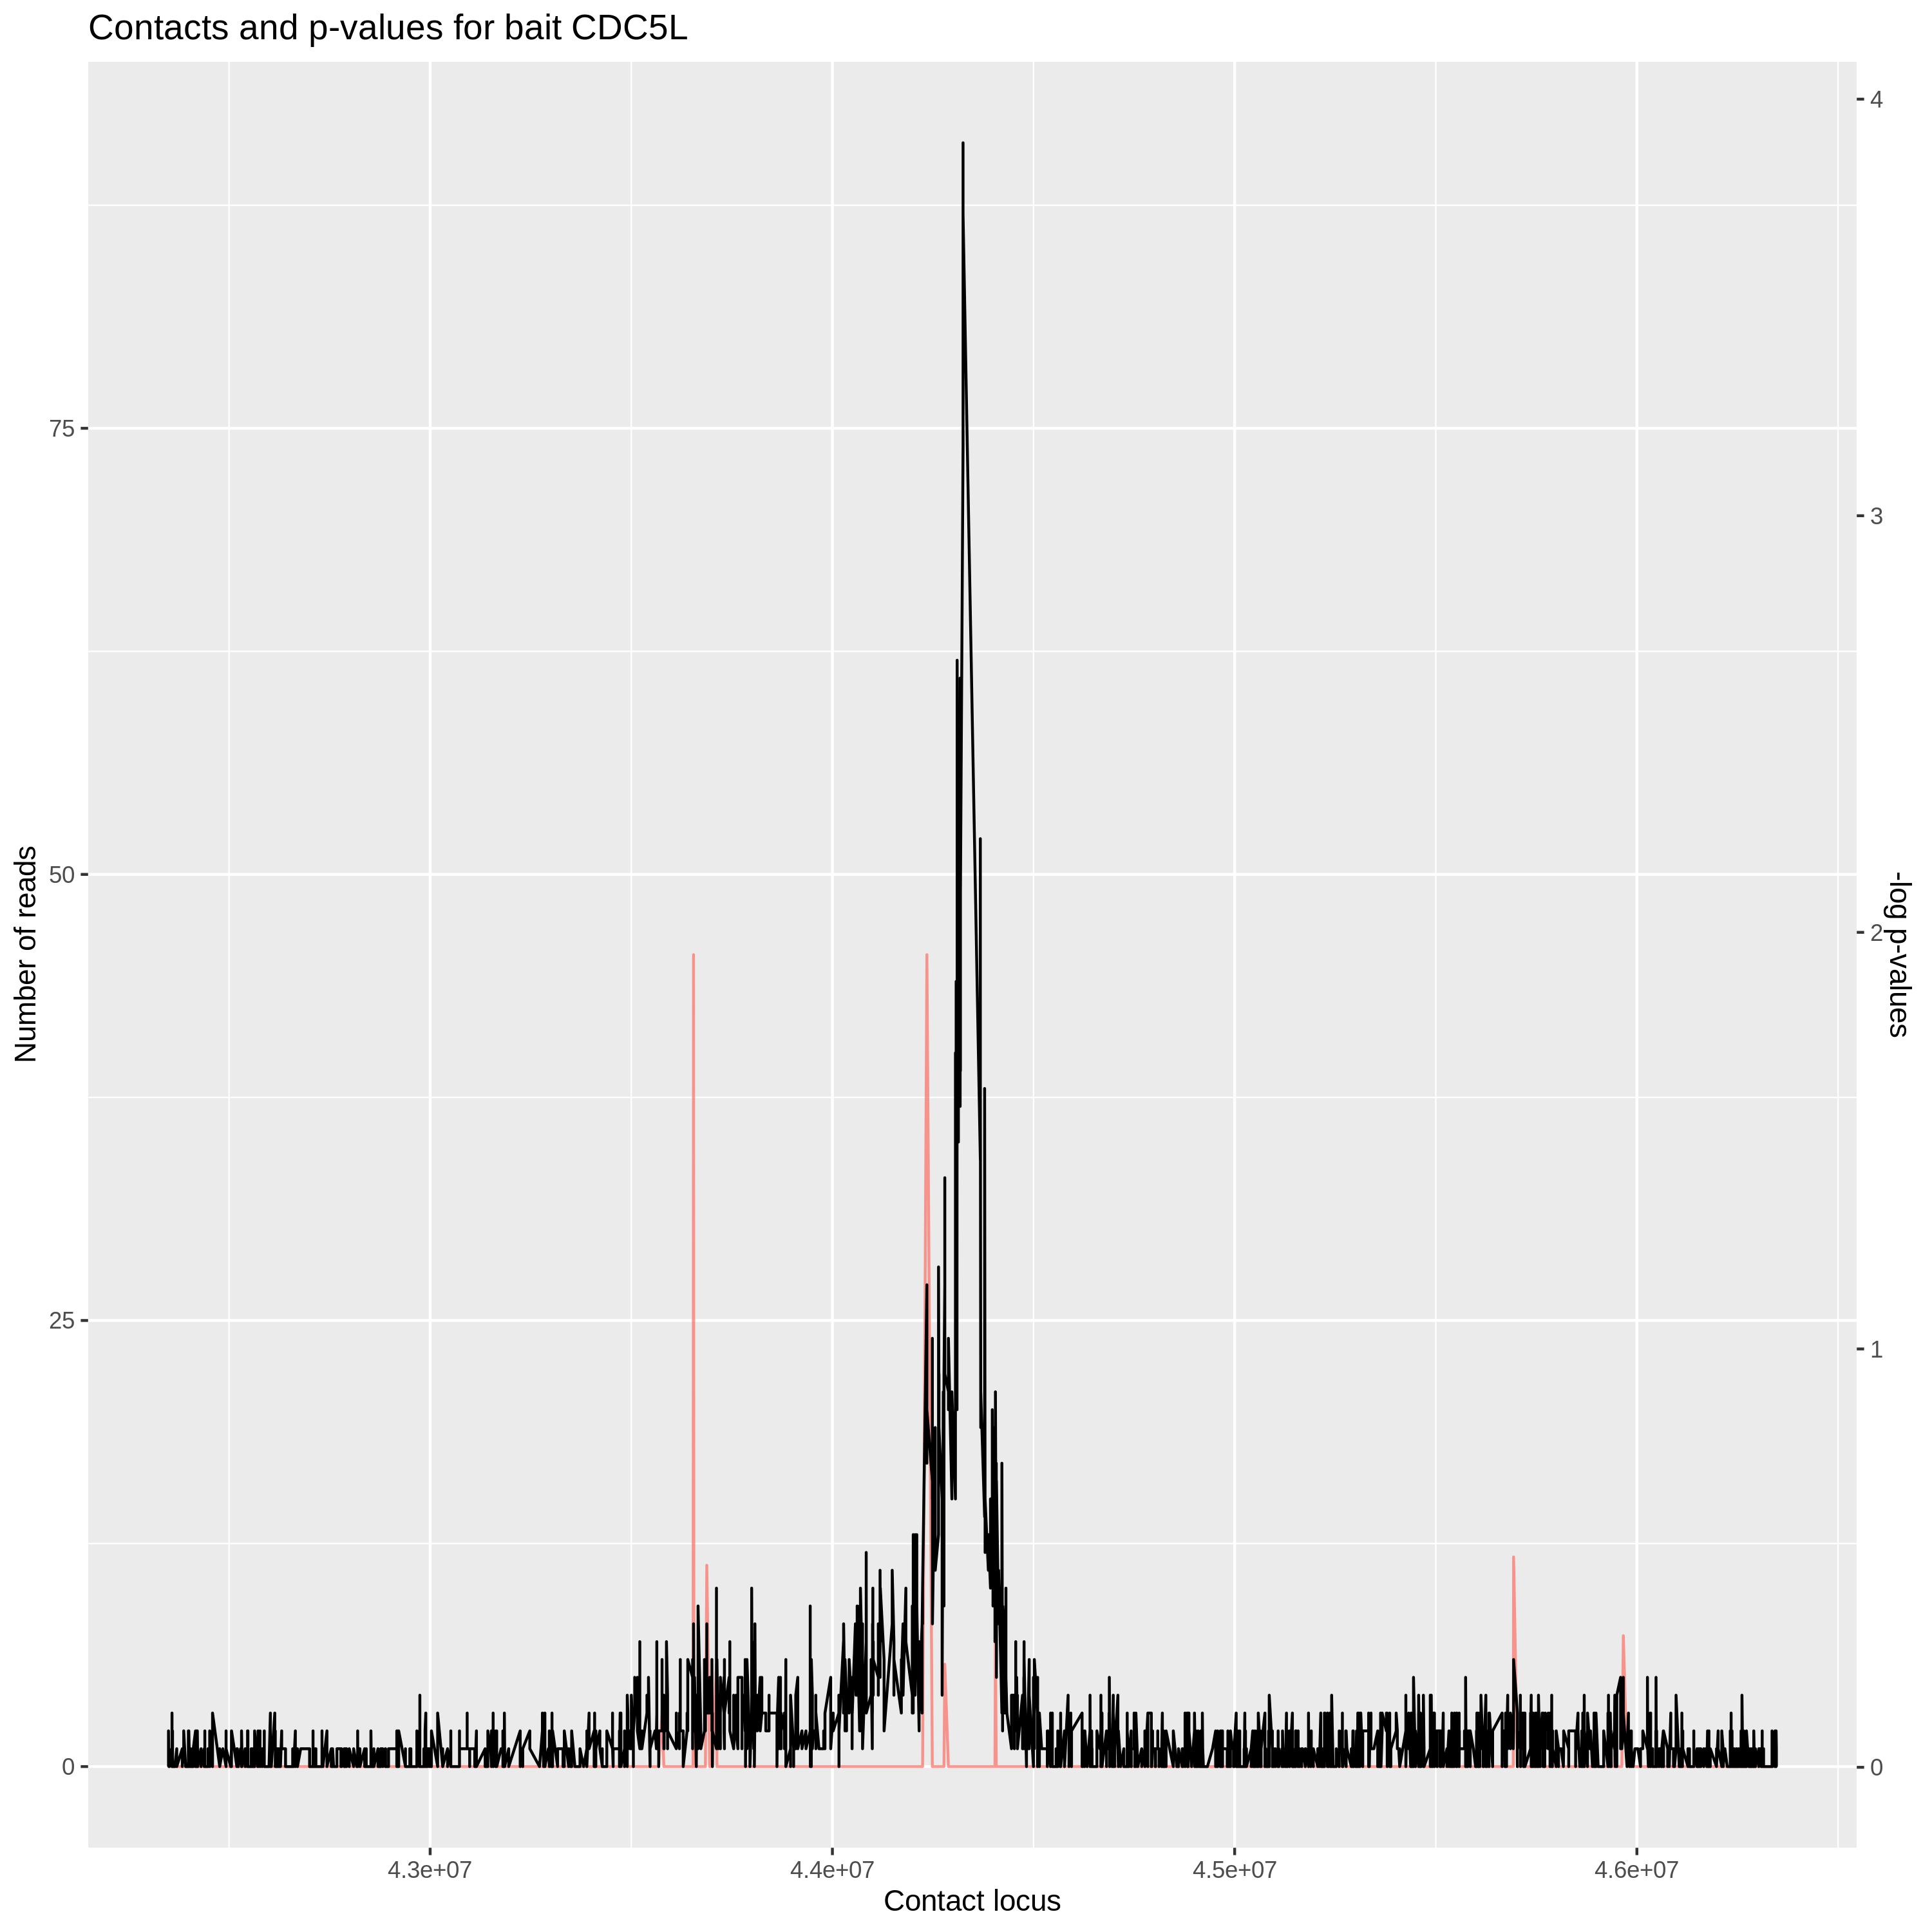 Contacts and p-values for bait CDC5L
4
75
3
50
2
Number of reads
-log p-values
25
1
0
0
4.3e+07
4.4e+07
4.5e+07
4.6e+07
Contact locus